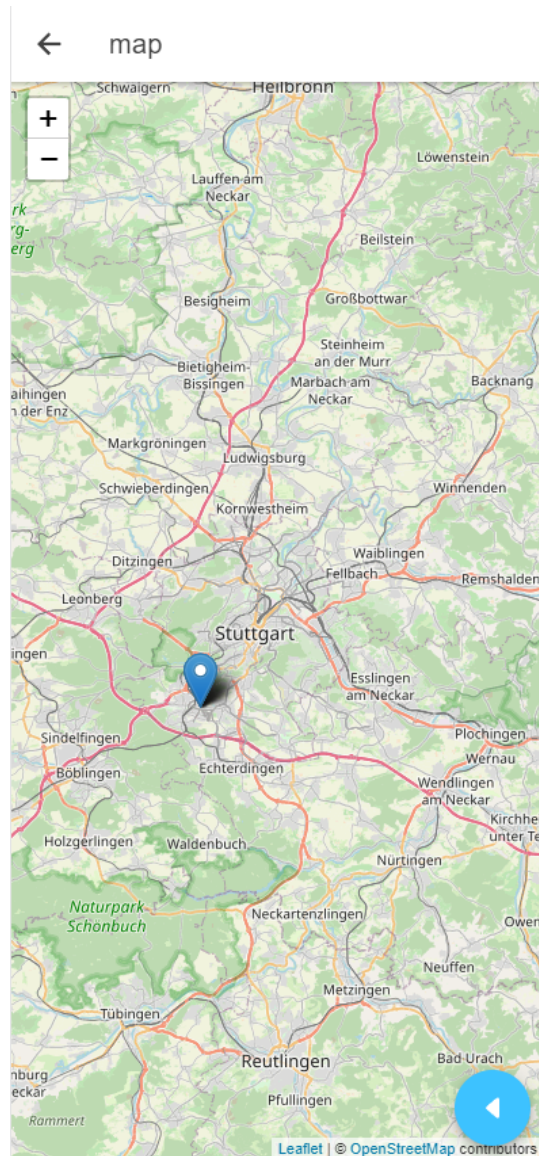 map
Schwaigern
Heilbronn
+
−
Löwenstein
Lauffen am
Neckar
Beilstein
Besigheim
Großbottwar
Steinheim
an der Murr
Bietigheim-
Bissingen
Marbach am
Neckar
Backnang
aihingen
n der Enz
Markgröningen
Ludwigsburg
Schwieberdingen
Winnenden
Kornwestheim
Ditzingen
Waiblingen
Fellbach
Remshalden
Leonberg
Stuttgart
ingen
Esslingen
am Neckar
Sindelfingen
Plochingen
Wernau
Böblingen
Echterdingen
Wendlingen
am Neckar
Kirchhe
unter Te
Holzgerlingen
Waldenbuch
Nürtingen
Naturpark
Schönbuch
Neckartenzlingen
Owen
Neuffen
Metzingen
Tübingen
Reutlingen
Bad Urach
nburg
eckar
Pfullingen
Rammert
Leaflet | © OpenStreetMap contributors